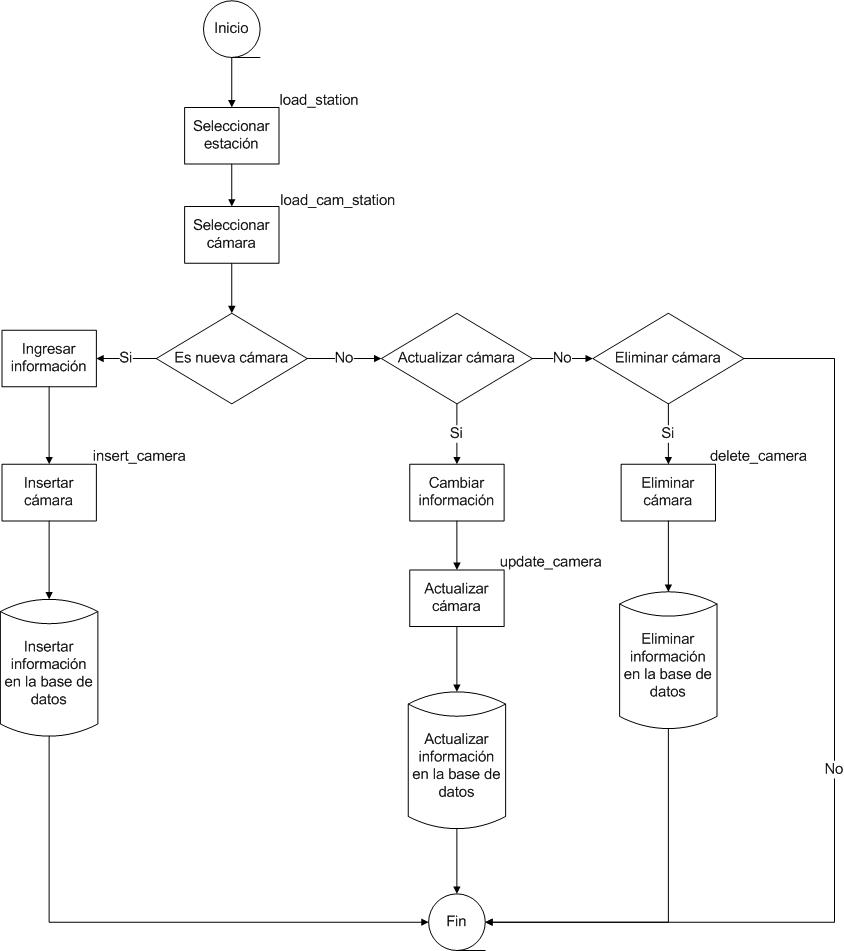 Inicio
load_station
Seleccionar
estación
load_cam_station
Seleccionar
cámara
Ingresar
información
Si
Es nueva cámara
No
Actualizar cámara
No
Eliminar cámara
Si
Si
insert_camera
Insertar
cámara
Cambiar
información
delete_camera
Eliminar
cámara
update_camera
Actualizar
cámara
Insertar
información
en la base de
datos
Eliminar
información
en la base de
datos
Actualizar
información
en la base de
datos
No
Fin